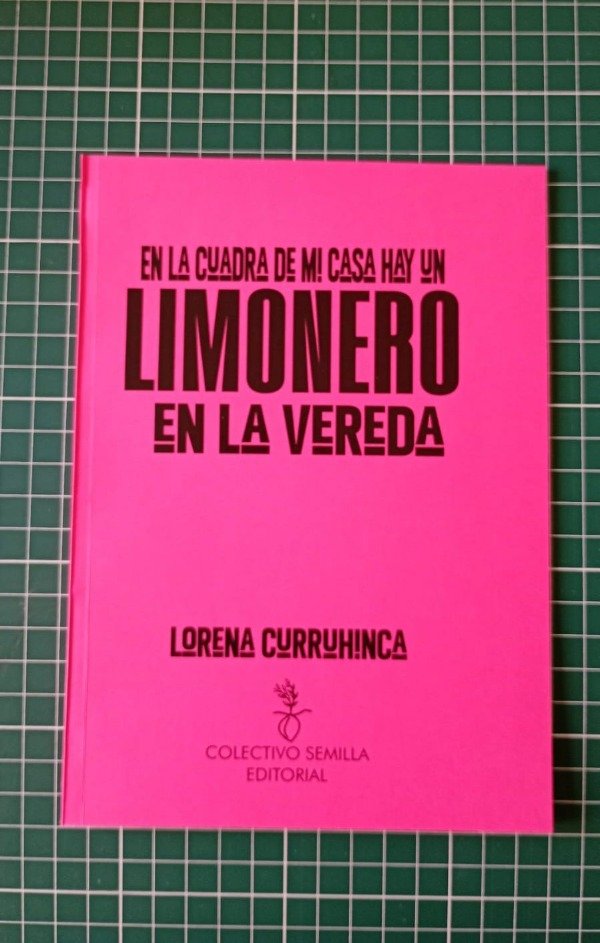 EN LA CUADRA DE MI CASA HAY UN
LIMONERO
EN LA VEREDA
LORENA CURRUHINCA
COLECTIVO SEMILLA
EDITORIAL